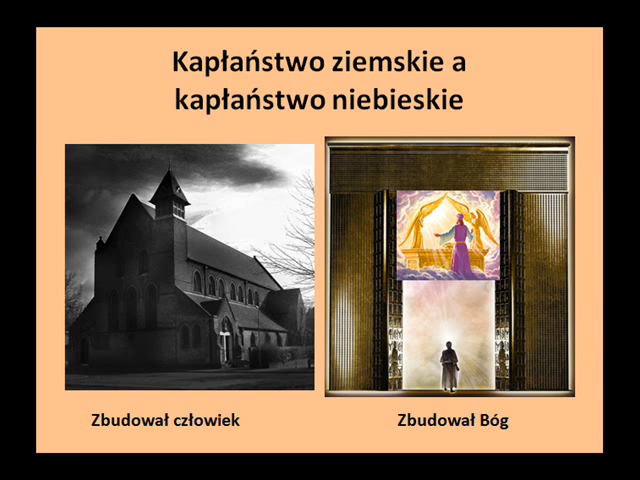 Kapłaństwo ziemskie a
kapłaństwo niebieskie
Zbudował człowiek
Zbudował Bóg